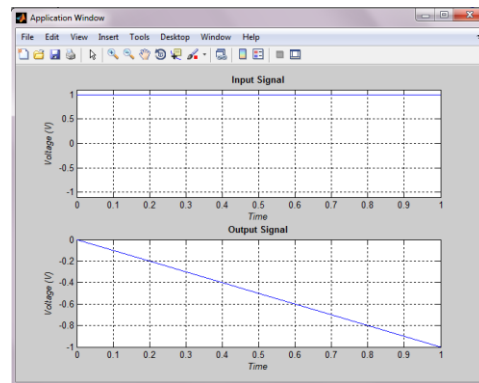 Application Window
File Edit View Insert Tools Desktop Window Help
Input Signal
1
0.5
0
-0.5
-1
Voltage (V)
0 0.1 0.2 0.3 0.4 0.5 0.6 0.7 0.8 0.9 1
Time
Output Signal
0
-0.2
-0.4
-0.6
-0.8
-1
Voltage (V)
0 0.1 0.2 0.3 0.4 0.5 0.6 0.7 0.8 0.9 1
Time